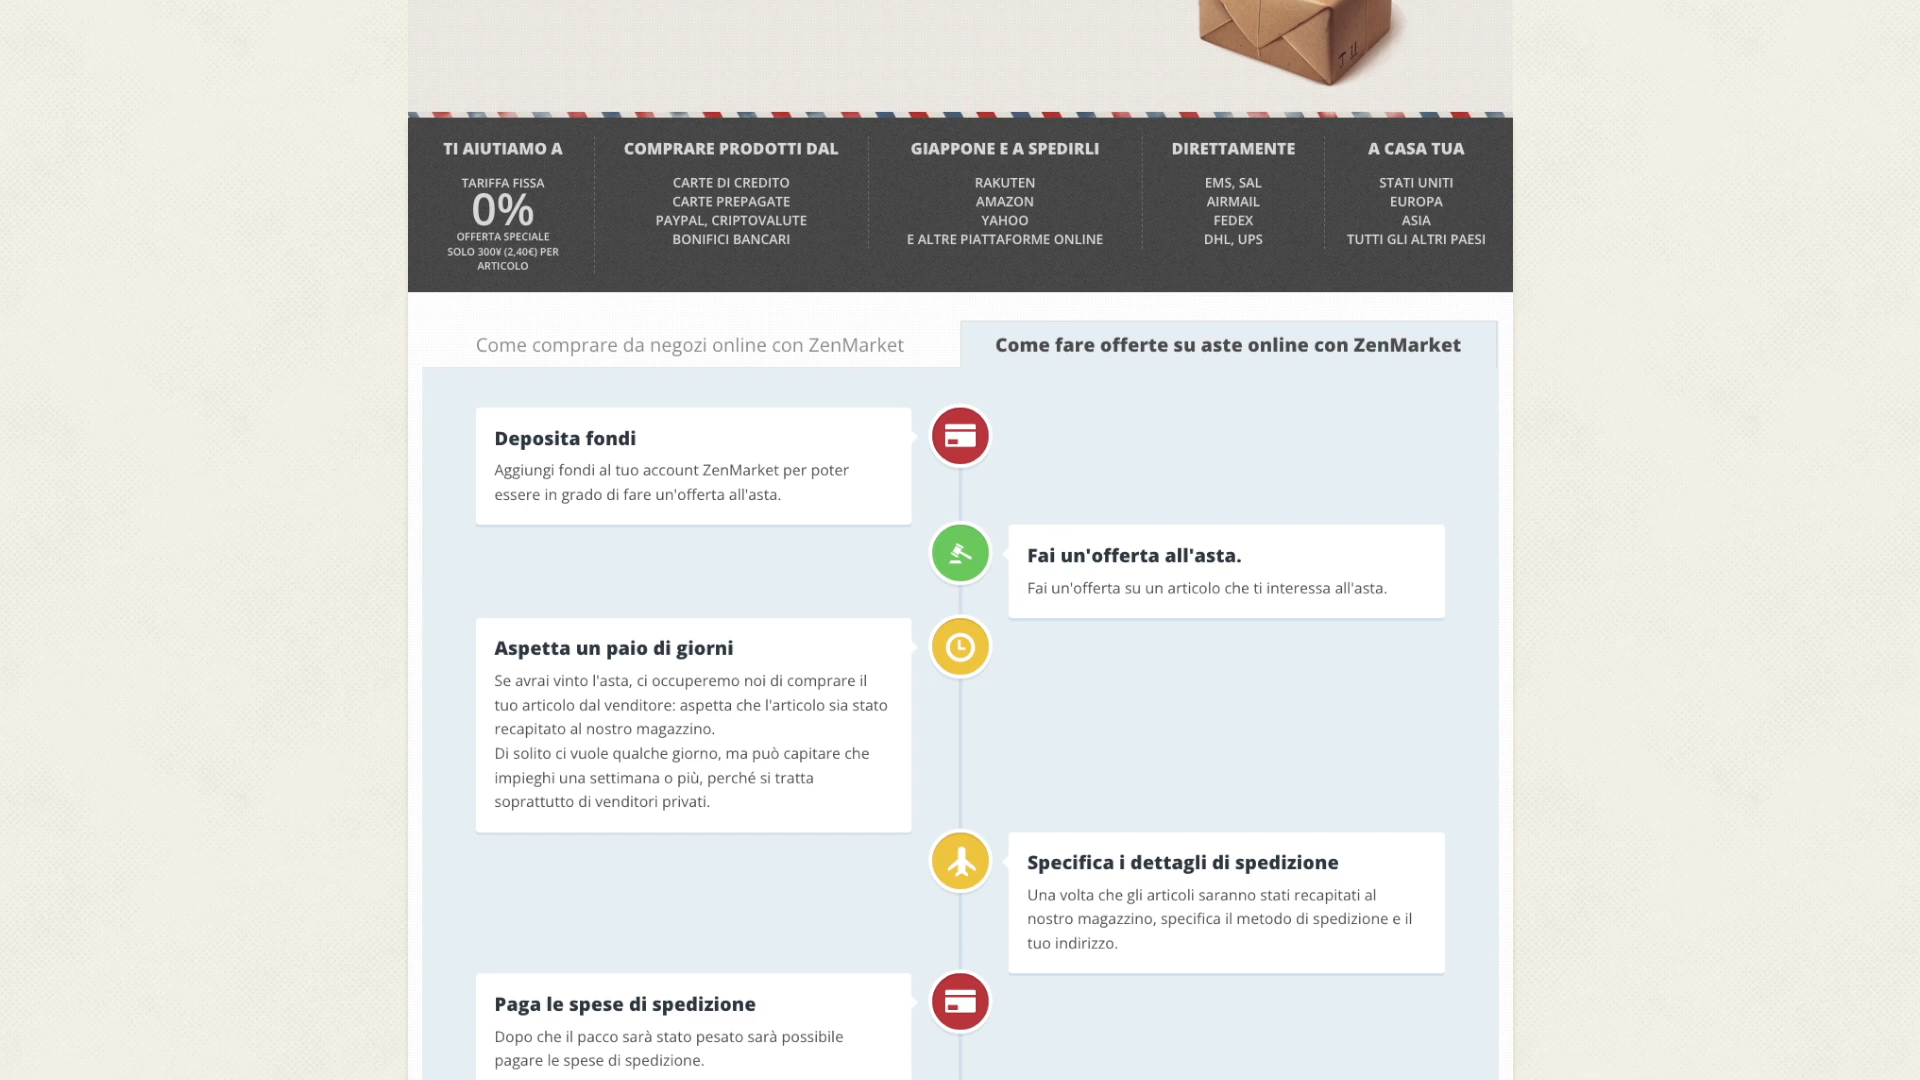 TI AIUTIAMO A
TARIFFA FISSA
0%
OFFERTA SPECIALE
SOLO 300¥ (2,40€) PER
ARTICOLO
COMPRARE PRODOTTI DAL
CARTE DI CREDITO
CARTE PREPAGATE
PAYPAL, CRIPTOVALUTE
BONIFICI BANCARI
GIAPPONE E A SPEDIRLI
RAKUTEN
AMAZON
YAHOO
E ALTRE PIATTAFORME ONLINE
DIRETTAMENTE
EMS, SAL
AIRMAIL
FEDEX
DHL, UPS
A CASA TUA
STATI UNITI
EUROPA
ASIA
TUTTI GLI ALTRI PAESI
Come comprare da negozi online con ZenMarket
Come fare offerte su aste online con ZenMarket
Deposita fondi
Aggiungi fondi al tuo account ZenMarket per poter
essere in grado di fare un'offerta all'asta.
Fai un'offerta all'asta.
Fai un'offerta su un articolo che ti interessa all'asta.
Aspetta un paio di giorni
Se avrai vinto l'asta, ci occuperemo noi di comprare il
tuo articolo dal venditore: aspetta che l'articolo sia stato
recapitato al nostro magazzino.
Di solito ci vuole qualche giorno, ma può capitare che
impieghi una settimana o più, perché si tratta
soprattutto di venditori privati.
Specifica i dettagli di spedizione
Una volta che gli articoli saranno stati recapitati al
nostro magazzino, specifica il metodo di spedizione e il
tuo indirizzo.
Paga le spese di spedizione
Dopo che il pacco sarà stato pesato sarà possibile
pagare le spese di spedizione.